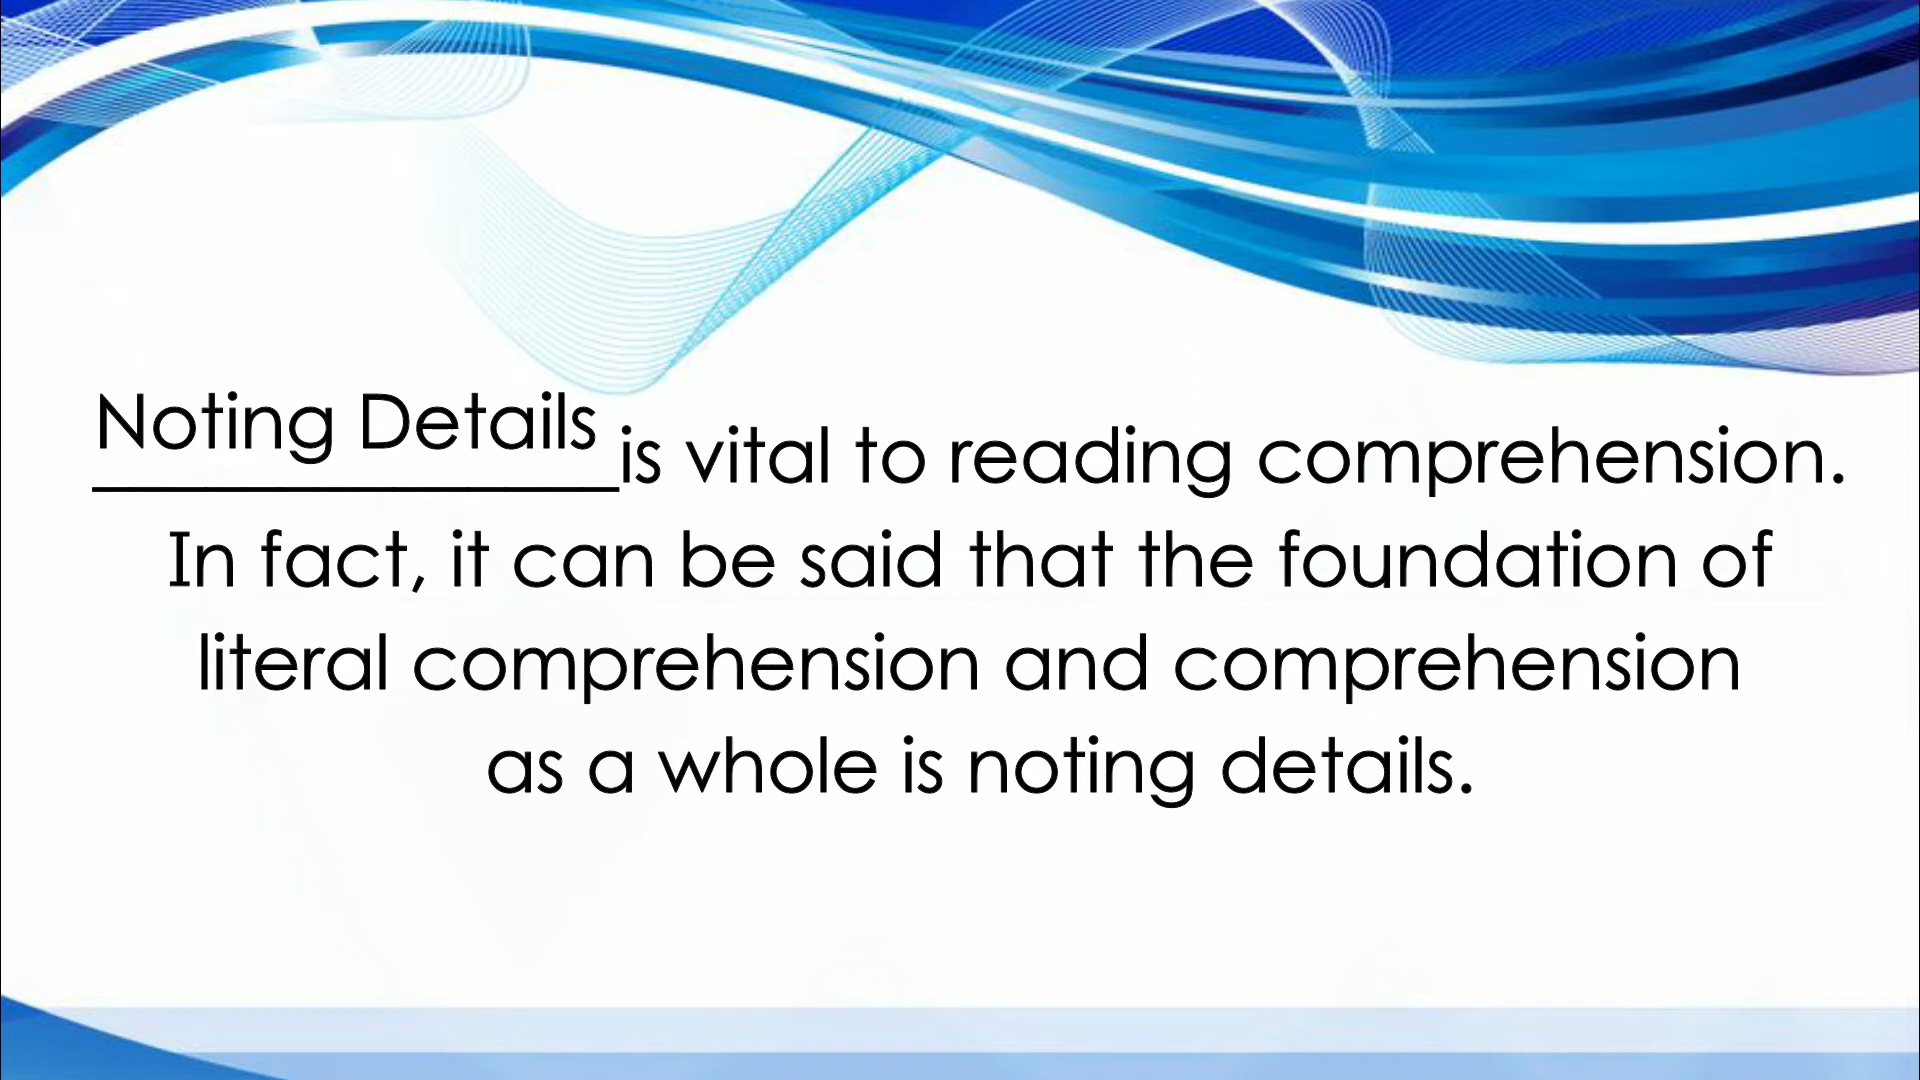 Noting Details is vital to reading comprehension.
In fact, it can be said that the foundation of
literal comprehension and comprehension
as a whole is noting details.